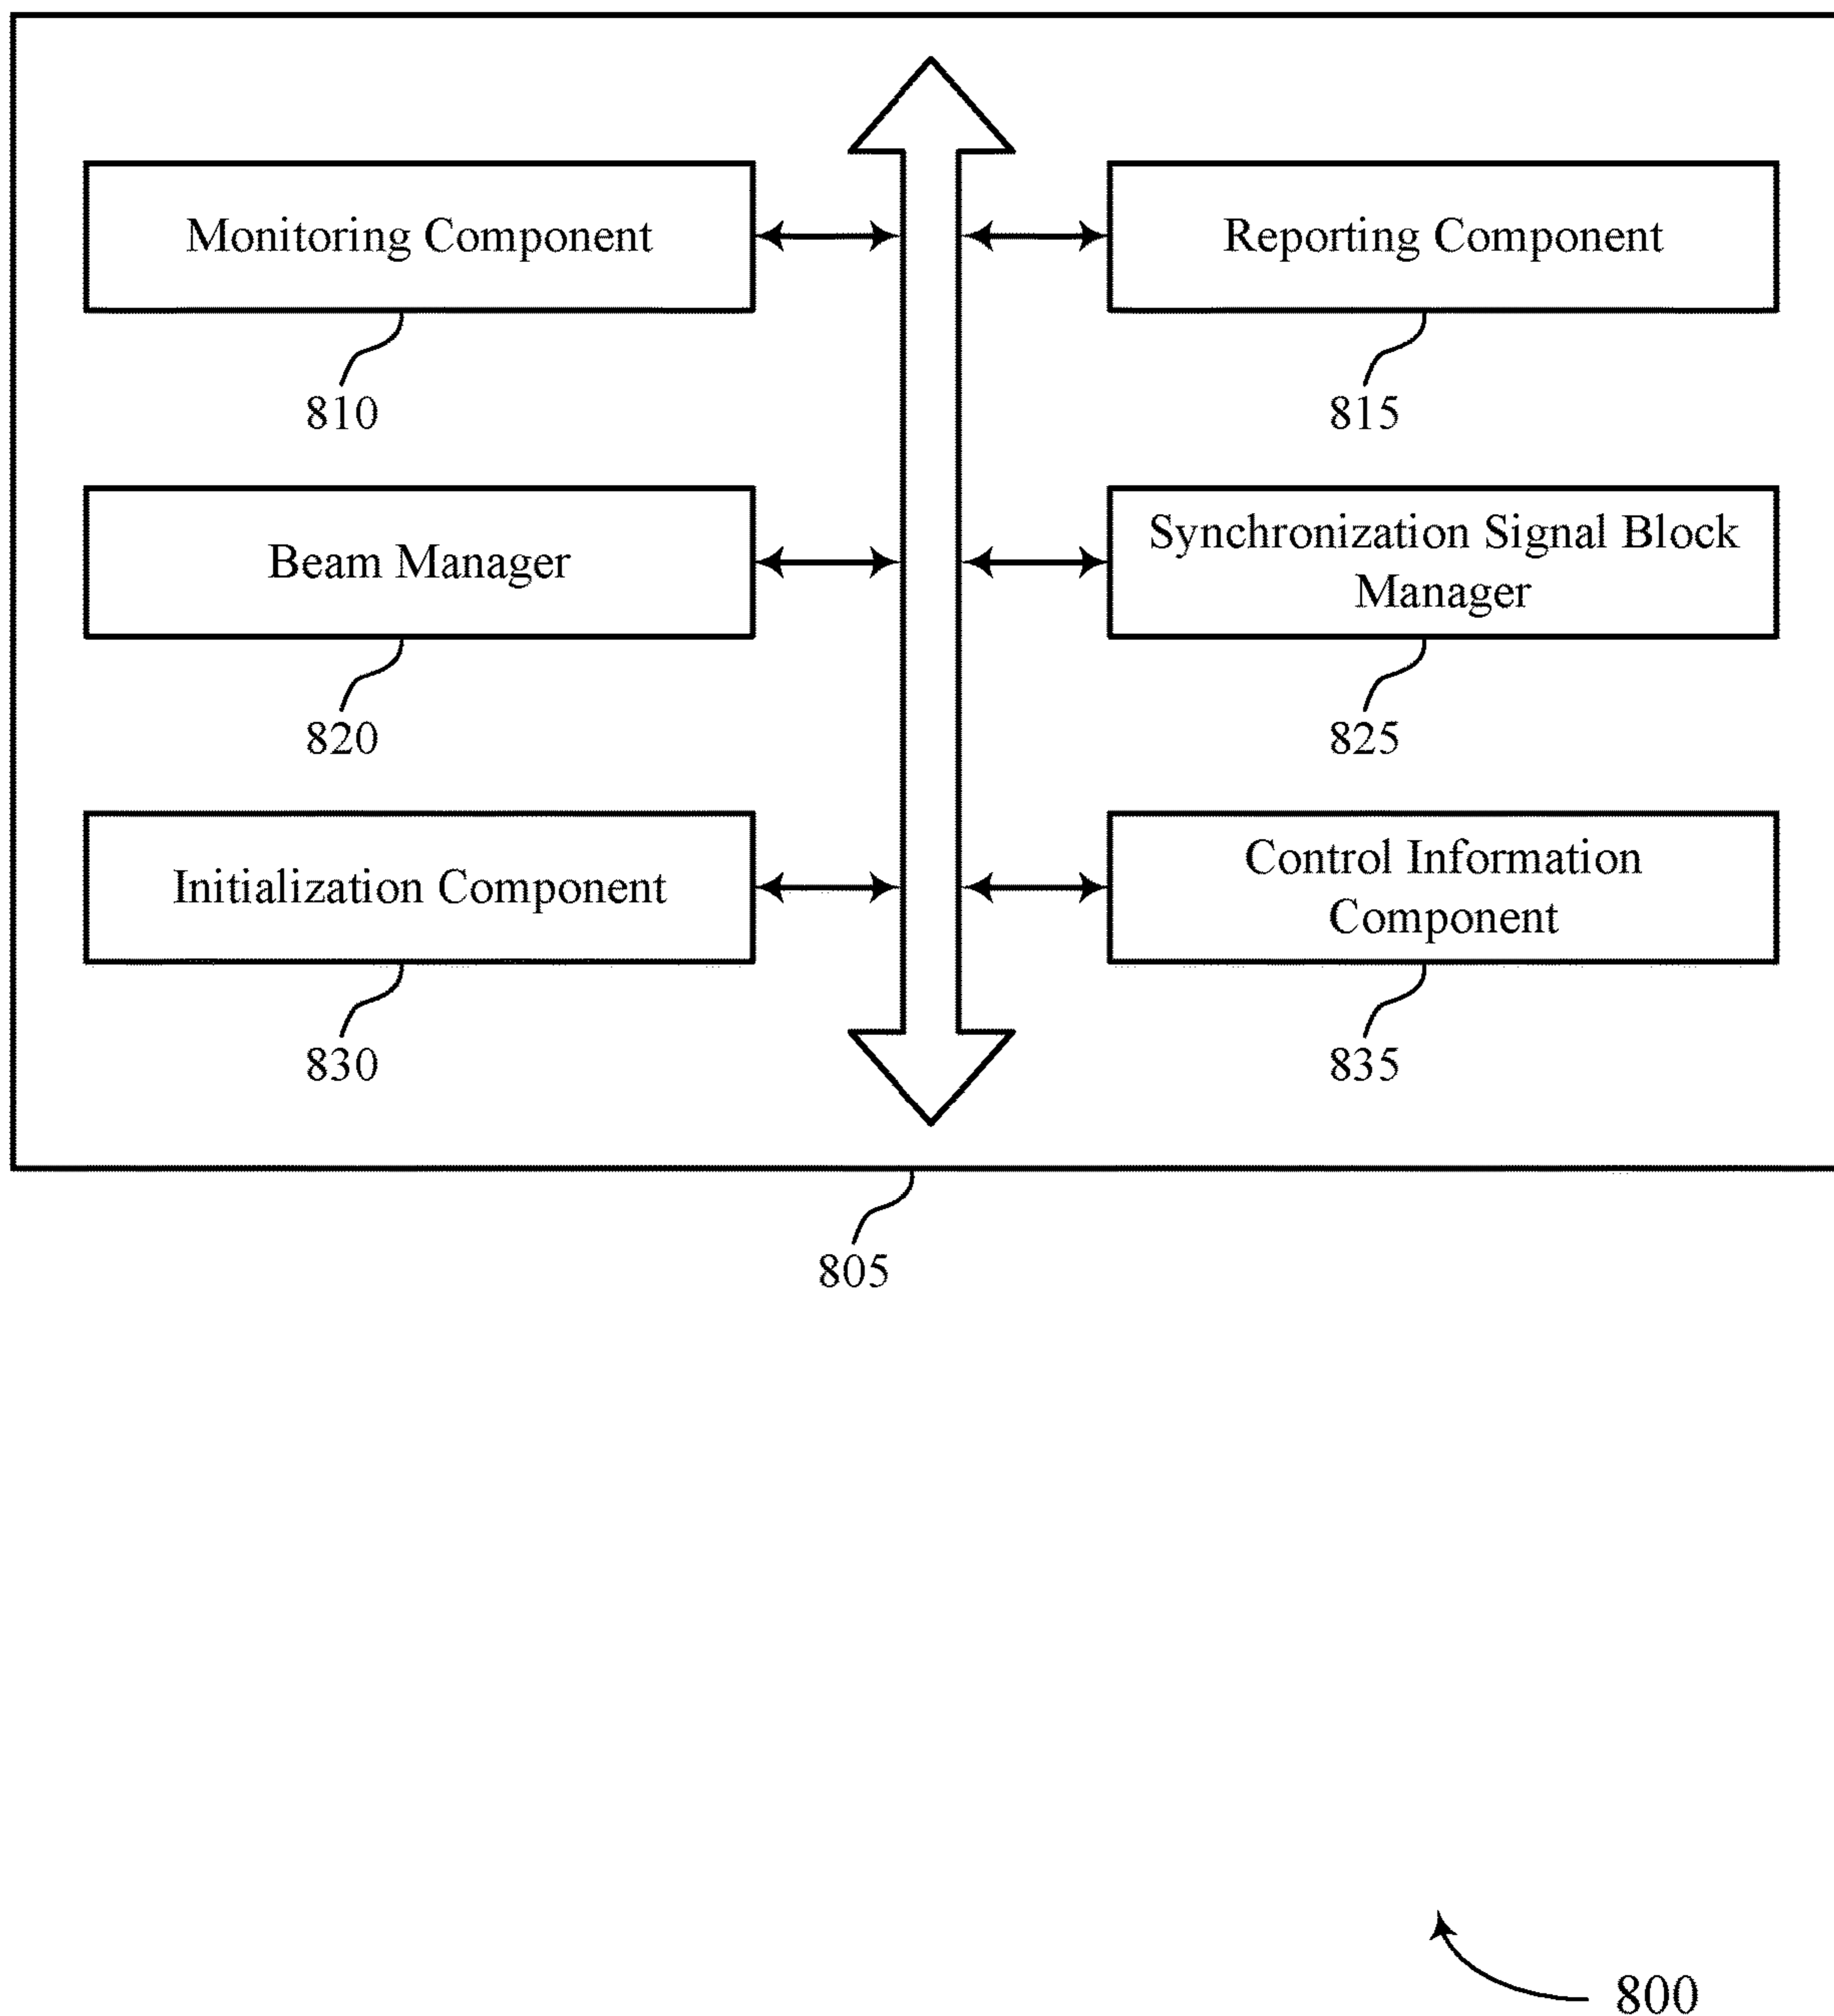 Monitoring Component
Reporting Component
810
815
Beam Manager
Synchronization Signal Block
Manager
820
825
Initialization Component
Control Information
Component
830
835
805
800